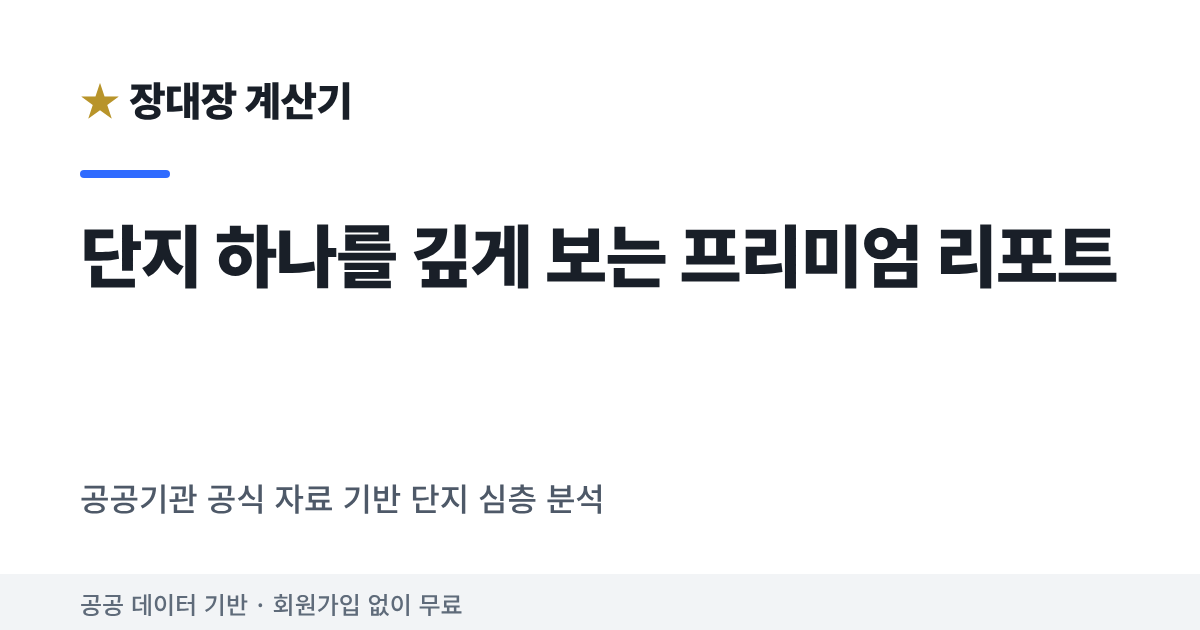 ★ 장대장 계산기
단지 하나를 깊게 보는 프리미엄 리포트
공공기관 공식 자료 기반 단지 심층 분석
공공 데이터 기반 · 회원가입 없이 무료